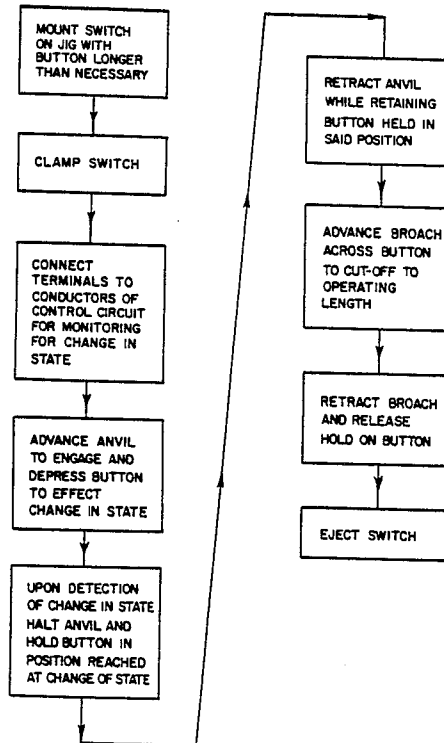 MOUNT SWITCH
ON JIG WITH
BUTTON LONGER
THAN NECESSARY
CLAMP SWITCH
CONNECT
TERMINALS TO
CONDUCTORS OF
CONTROL CIRCUIT
FOR MONITORING
FOR CHANGE IN
STATE
ADVANCE ANVIL
TO ENGAGE AND
DEPRESS BUTTON
TO EFFECT
CHANGE IN STATE
UPON DETECTION
OF CHANGE IN STATE
HALT ANVIL AND
HOLD BUTTON IN
POSITION REACHED
AT CHANGE OF STATE
RETRACT ANVIL
WHILE RETAINING
BUTTON HELD IN
SAID POSITION
ADVANCE BROACH
ACROSS BUTTON
TO CUT-OFF TO
OPERATING
LENGTH
RETRACT BROACH
AND RELEASE
HOLD ON BUTTON
EJECT SWITCH